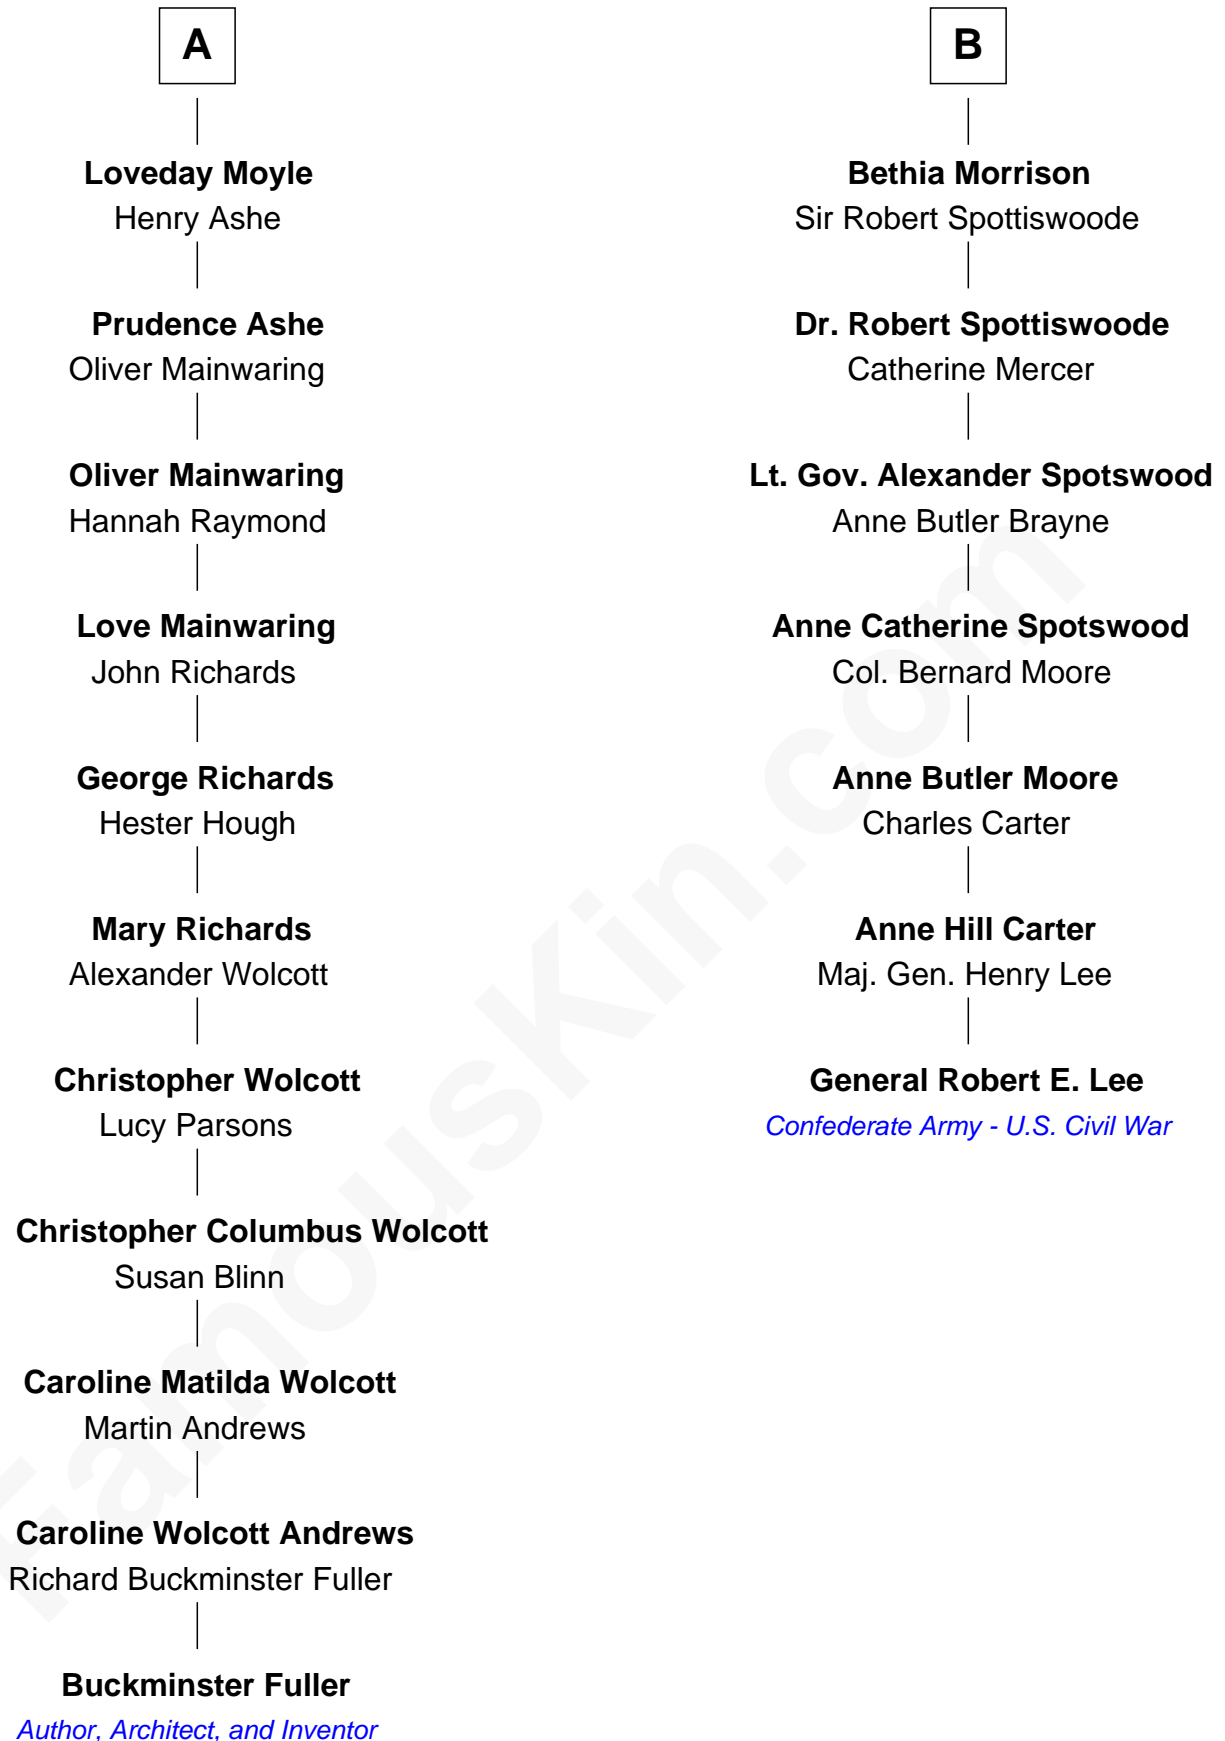 A
Loveday Moyle
Henry Ashe
Prudence Ashe
Oliver Mainwaring
Oliver Mainwaring
Hannah Raymond
Love Mainwaring
John Richards
George Richards
Hester Hough
Mary Richards
Alexander Wolcott
Christopher Wolcott
Lucy Parsons
Christopher Columbus Wolcott
Susan Blinn
Caroline Matilda Wolcott
Martin Andrews
Caroline Wolcott Andrews
Richard Buckminster Fuller
Buckminster Fuller
Author, Architect, and Inventor
B
Bethia Morrison
Sir Robert Spottiswoode
Dr. Robert Spottiswoode
Catherine Mercer
Lt. Gov. Alexander Spotswood
Anne Butler Brayne
Anne Catherine Spotswood
Col. Bernard Moore
Anne Butler Moore
Charles Carter
Anne Hill Carter
Maj. Gen. Henry Lee
General Robert E. Lee
Confederate Army - U.S. Civil War
FamousKin.com